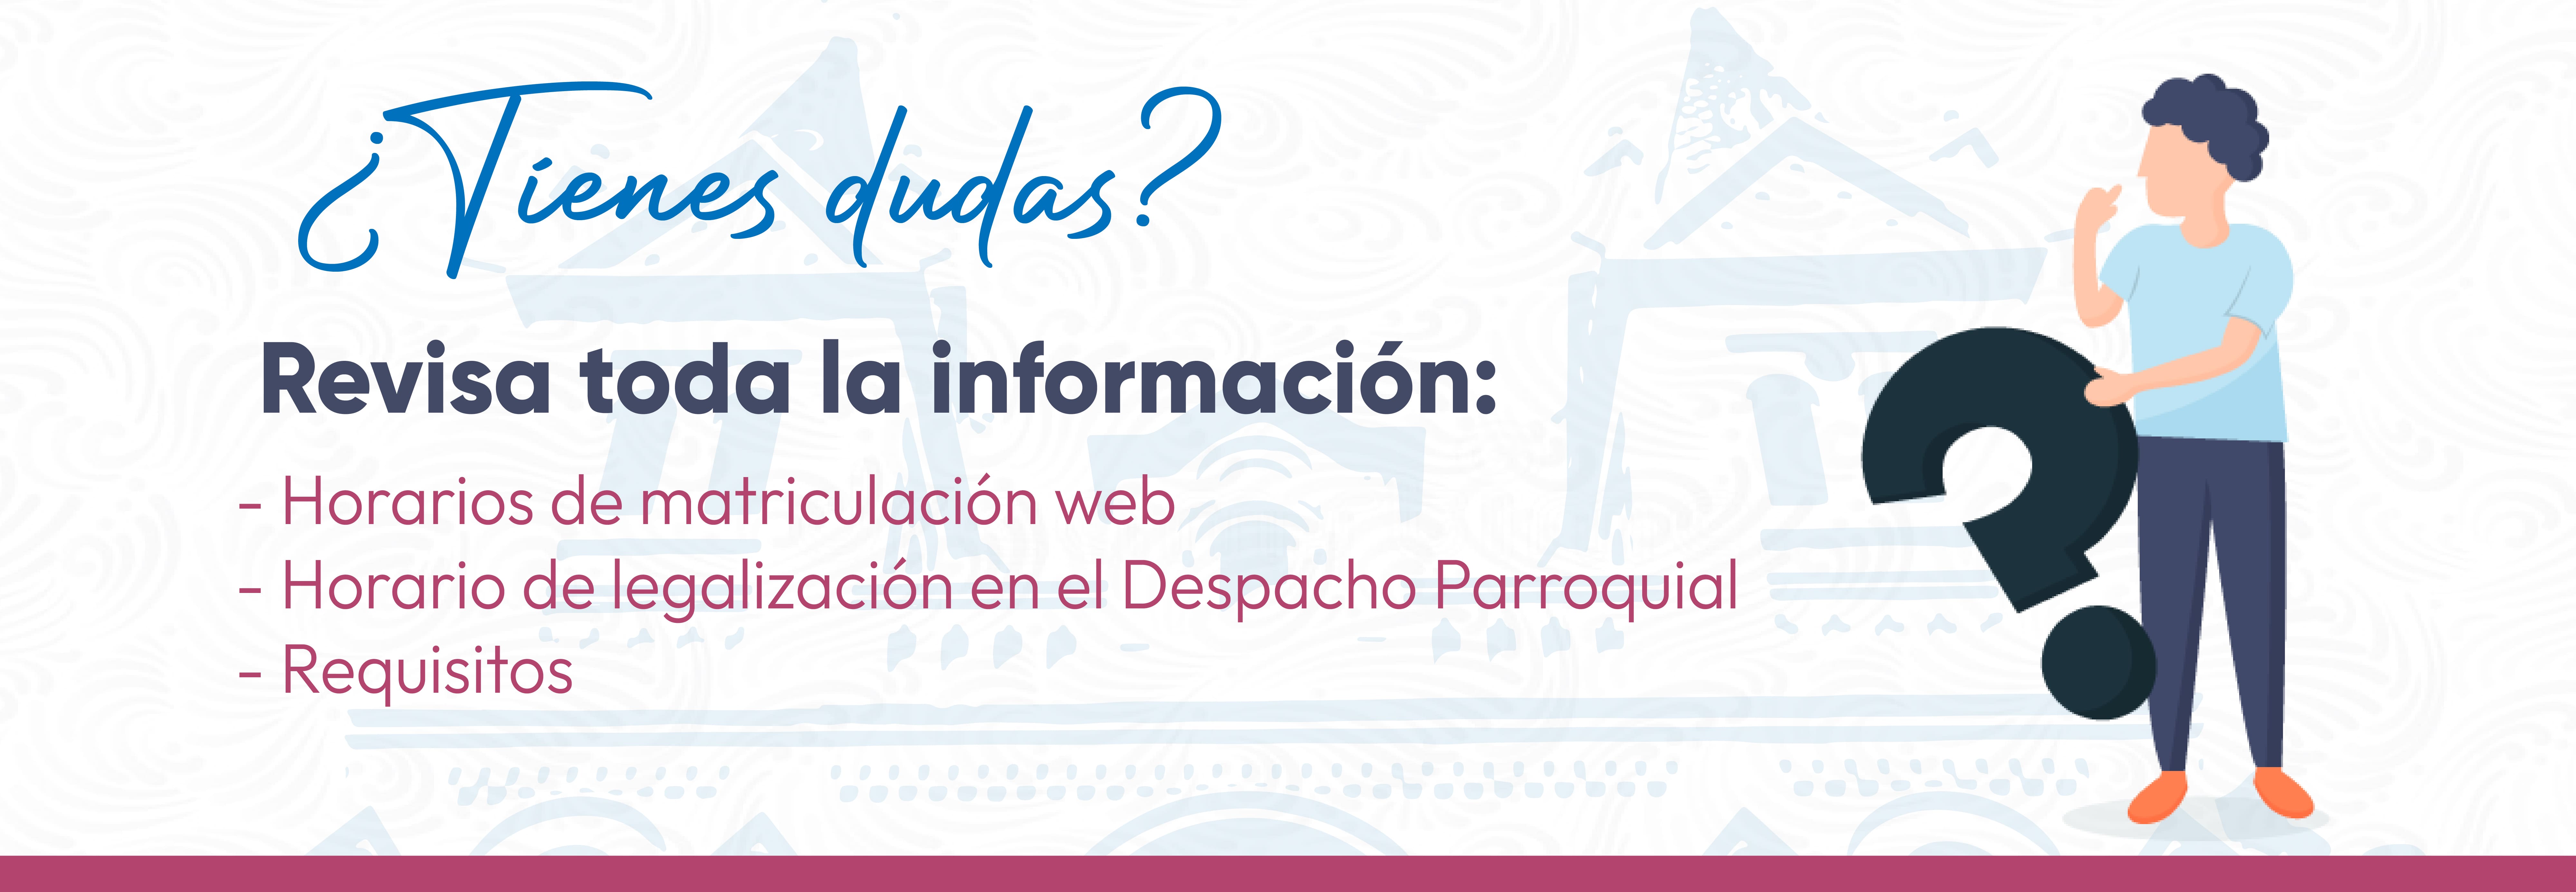 ¿Tienes dudas?
Revisa toda la información:
- Horarios de matriculación web
- Horario de legalización en el Despacho Parroquial
- Requisitos